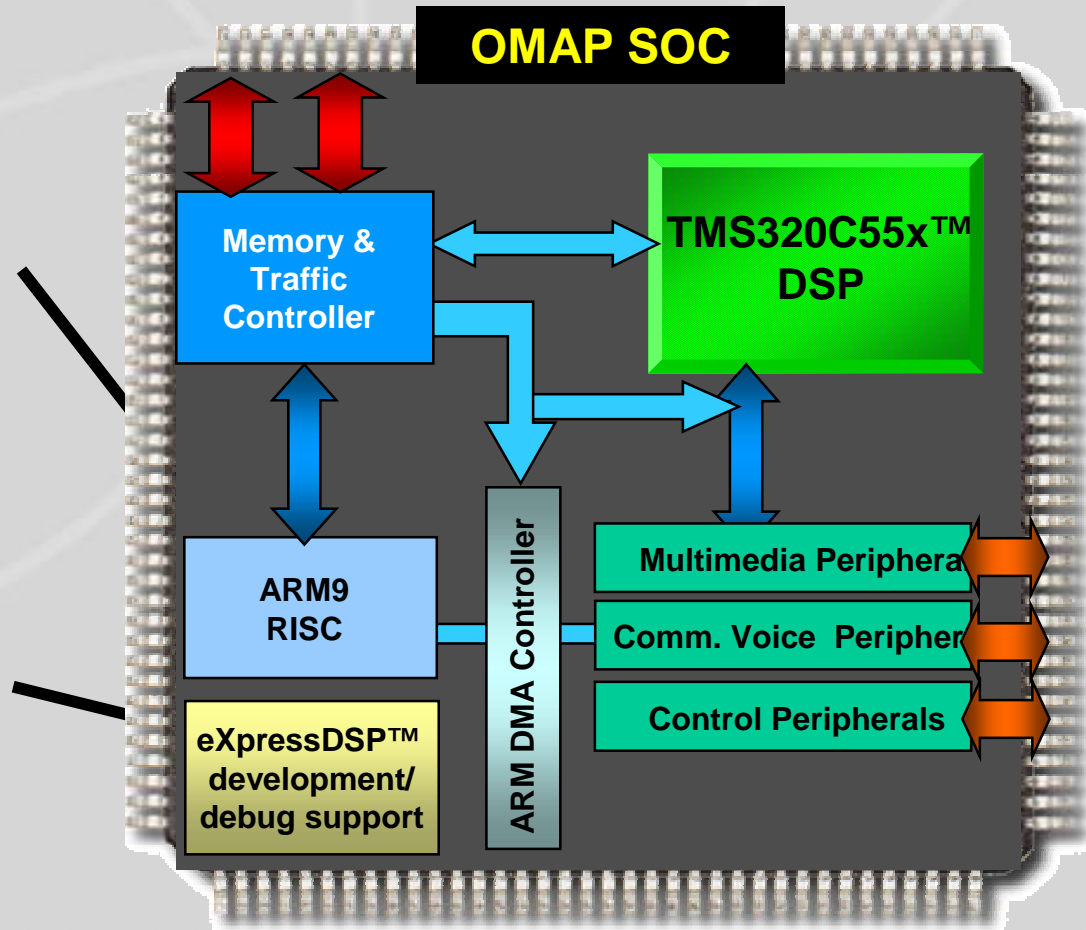 OMAP SOC
Memory &
Traffic
Controller
TMS320C55x™
DSP
ARM9
RISC
ARM DMA Controller
Multimedia Periphera
Comm. Voice  Peripher
Control Peripherals
eXpressDSP™
development/
debug support